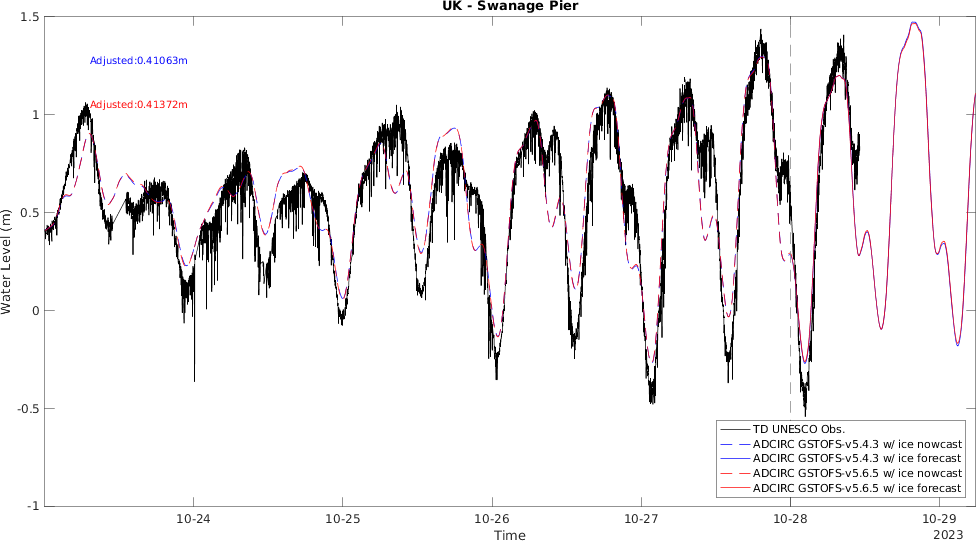 UK - Swanage Pier
Adjusted:0.41063m
Adjusted:0.41372m
Water Level (m)
1.5
1
0.5
0
-0.5
-1
10-24
10-25
10-26
10-27
10-28
10-29
2023
Time
TD UNESCO Obs.
ADCIRC GSTOFS-v5.4.3 w/ ice nowcast
ADCIRC GSTOFS-v5.4.3 w/ ice forecast
ADCIRC GSTOFS-v5.6.5 w/ ice nowcast
ADCIRC GSTOFS-v5.6.5 w/ ice forecast